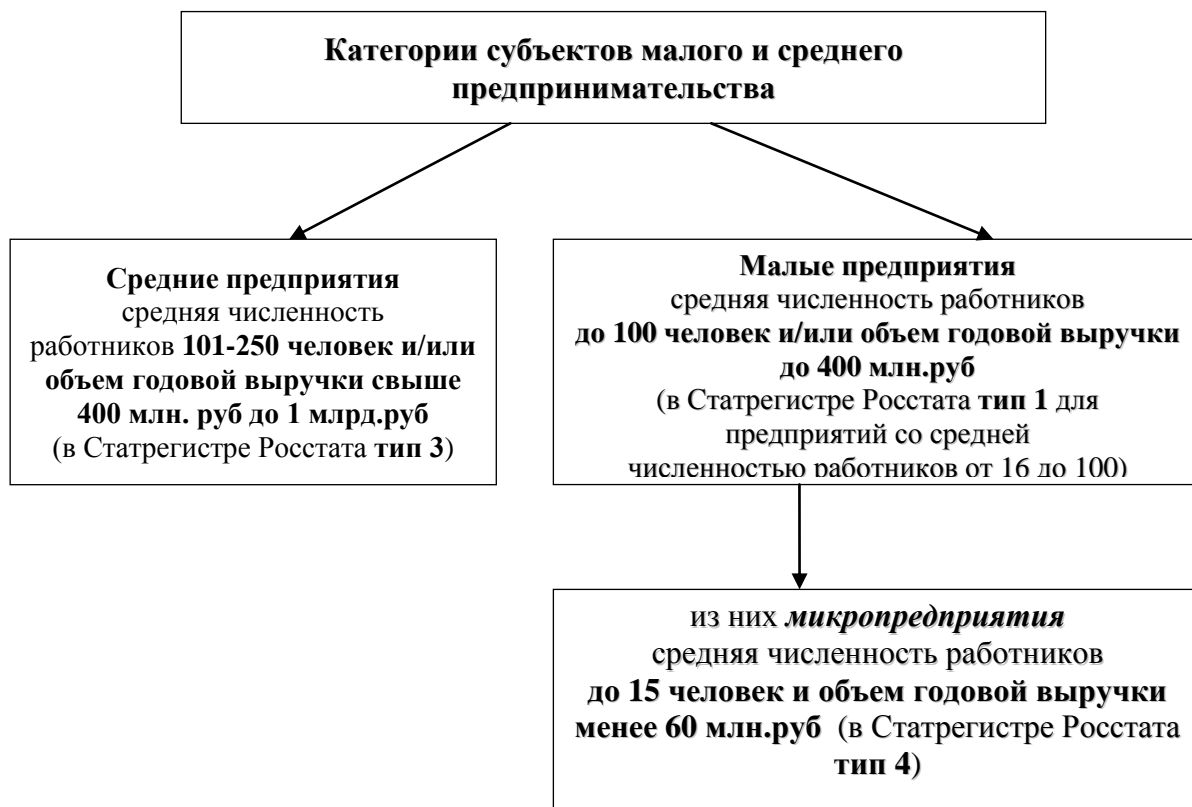 Категории субъектов малого и среднего
предпринимательства
Средние предприятия
средняя численность
работников 101-250 человек и/или
объем годовой выручки свыше
400 млн. руб до 1 млрд.руб
(в Статрегистре Росстата тип 3)
Малые предприятия
средняя численность работников
до 100 человек и/или объем годовой выручки
до 400 млн.руб
(в Статрегистре Росстата тип 1 для
предприятий со средней
численностью работников от 16 до 100)
из них микропредприятия
средняя численность работников
до 15 человек и объем годовой выручки
менее 60 млн.руб (в Статрегистре Росстата
тип 4)